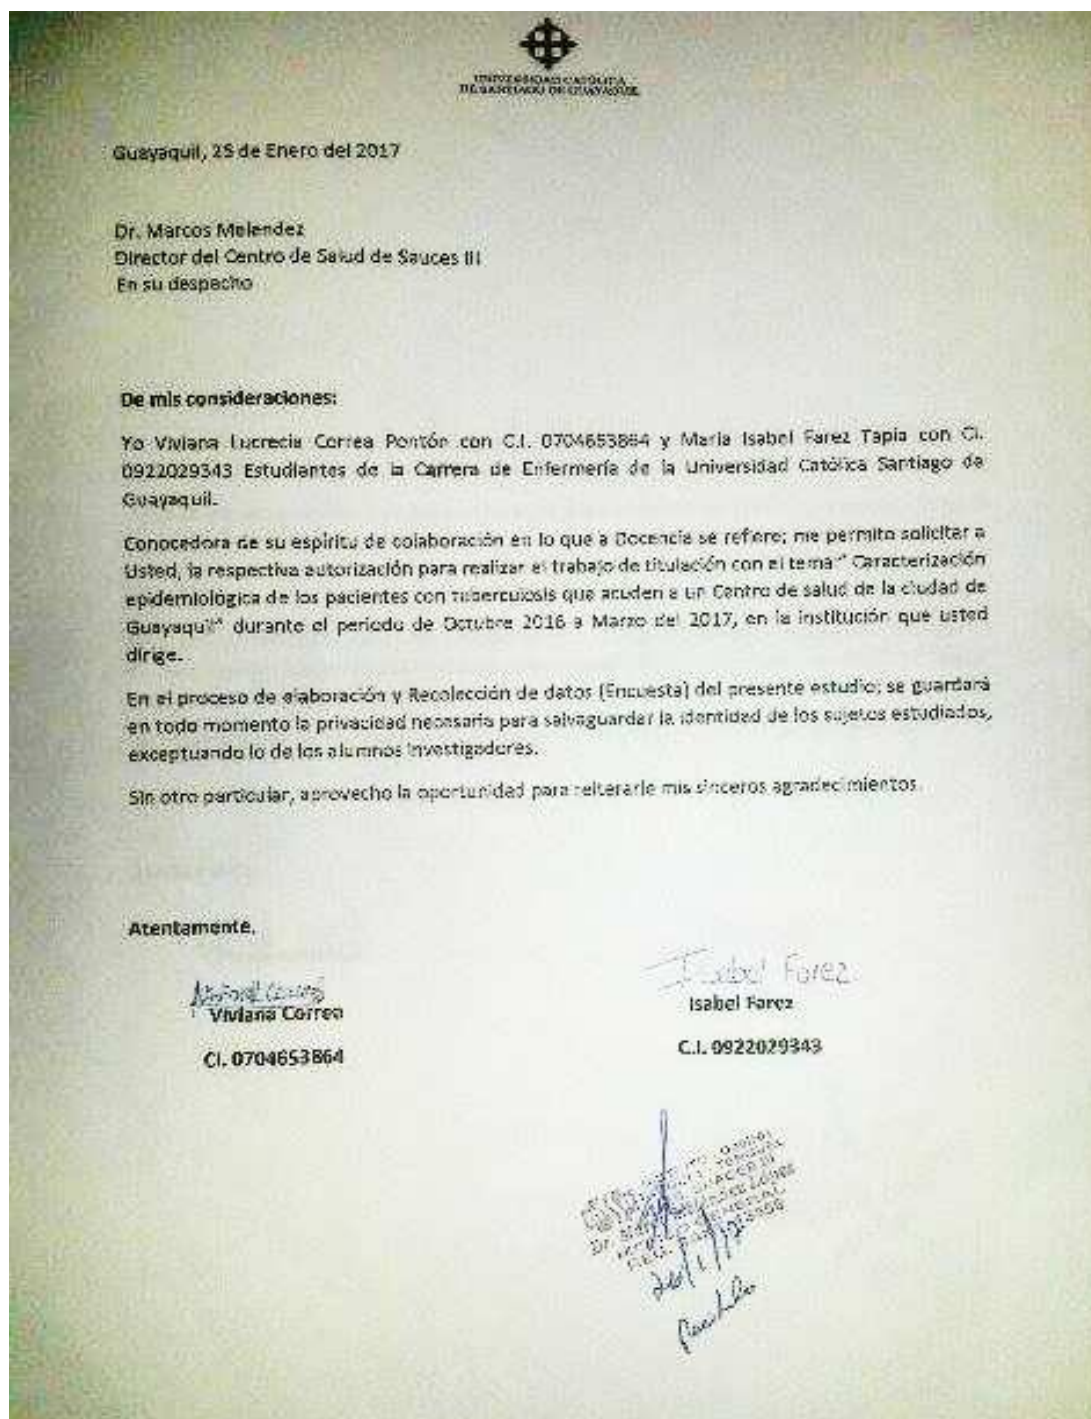 UNIVERSIDAD CATÓLICA
DE SANTIAGO DE GUAYAQUIL
Guayaquil, 25 de Enero del 2017
Dr. Marcos Melendez
Director del Centro de Salud de Sauces III
En su despacho
De mis consideraciones:
Yo Viviana Lucrecia Correa Pontón con C.I. 0704653864 y Maria Isabel Farez Tapia con CI.
0922029343 Estudiantes de la Carrera de Enfermería de la Universidad Católica Santiago de
Guayaquil.
Conocedora de su espíritu de colaboración en lo que a Docencia se refiere; me permito solicitar a
Usted, la respectiva autorización para realizar el trabajo de titulación con el tema:" Caracterización
epidemiológica de los pacientes con tuberculosis que acuden a un Centro de salud de la ciudad de
Guayaquil" durante el periodo de Octubre 2016 a Marzo del 2017, en la institución que usted
dirige.
En el proceso de elaboración y Recolección de datos (Encuesta) del presente estudio; se guardará
en todo momento la privacidad necesaria para salvaguardar la identidad de los sujetos estudiados,
exceptuando lo de los alumnos investigadores.
Sin otro particular, aprovecho la oportunidad para reiterarle mis sinceros agradecimientos.
Atentamente,
Isabel Farez
Viviana Correa
Isabel Farez
CI. 0704653864
C.I. 0922029343
Dr.